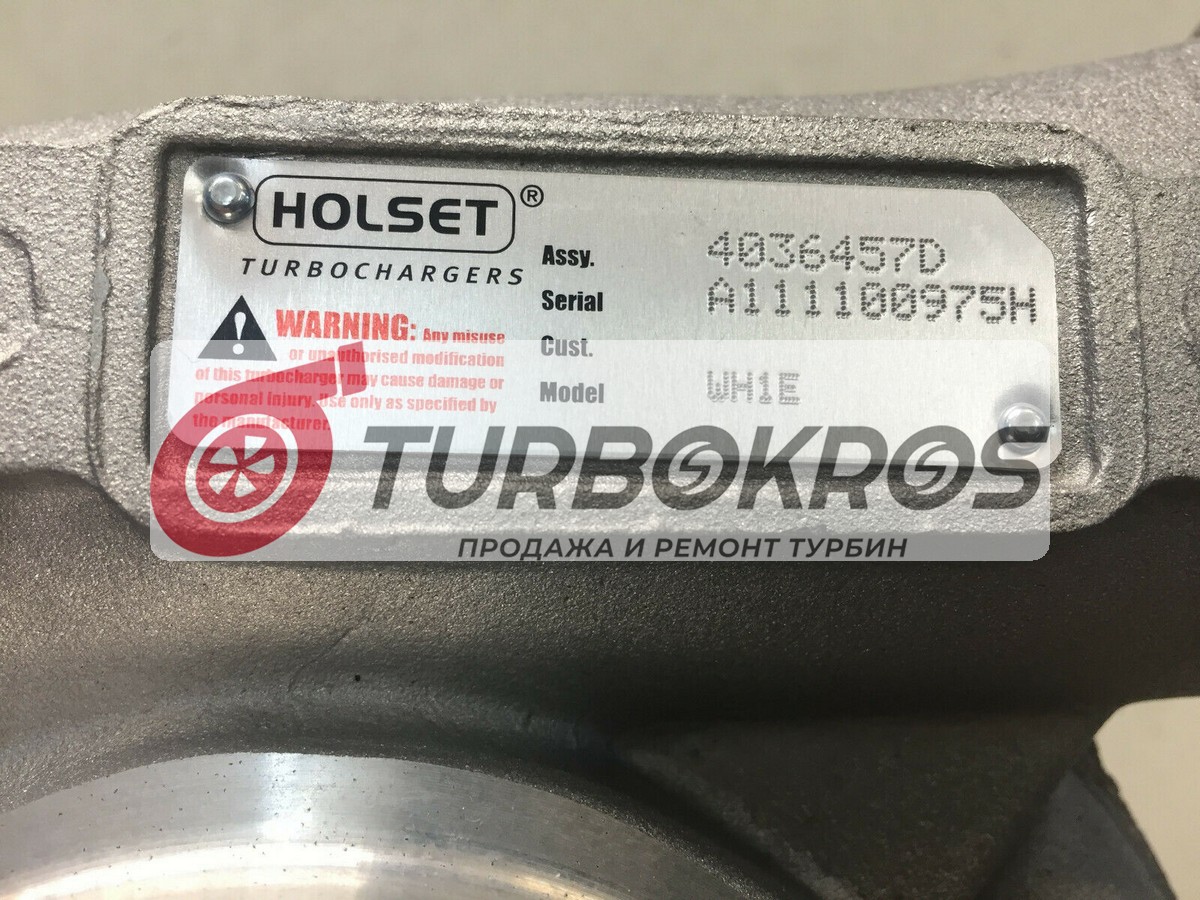 HOLSET®
TURBOCHARGERS
WARNING: Any misuse
or unauthorised modification
of this turbocharger may cause damage or
personal injury. Use only as specified by
the manufacturer.
Assy. 4036457D
Serial A111100975H
Cust.
Model WH1E
TURBOKROS
ПРОДАЖА И РЕМОНТ ТУРБИН